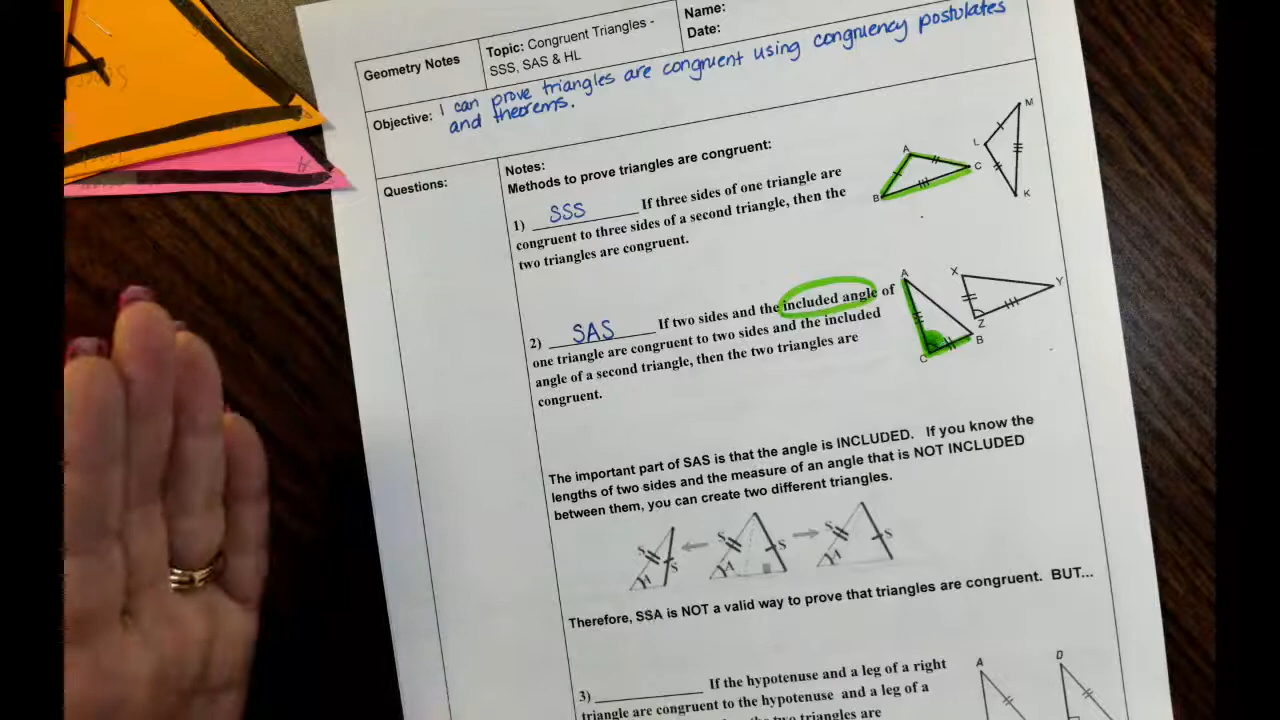 Geometry Notes
Topic: Congruent Triangles -
SSS, SAS & HL
Name:
Date:
Objective: I can prove triangles are congruent using congruency postulates
and theorems.
Questions:
Notes:
Methods to prove triangles are congruent:
1) SSS If three sides of one triangle are
congruent to three sides of a second triangle, then the
two triangles are congruent.
A
B
C
L
M
K
2) SAS If two sides and the included angle of
one triangle are congruent to two sides and the included
angle of a second triangle, then the two triangles are
congruent.
A
C
B
X
Y
Z
The important part of SAS is that the angle is INCLUDED. If you know the
lengths of two sides and the measure of an angle that is NOT INCLUDED
between them, you can create two different triangles.
S
S
A
S
S
A
S
S
A
Therefore, SSA is NOT a valid way to prove that triangles are congruent. BUT...
3) If the hypotenuse and a leg of a right
triangle are congruent to the hypotenuse and a leg of a
two triangles are
A
D